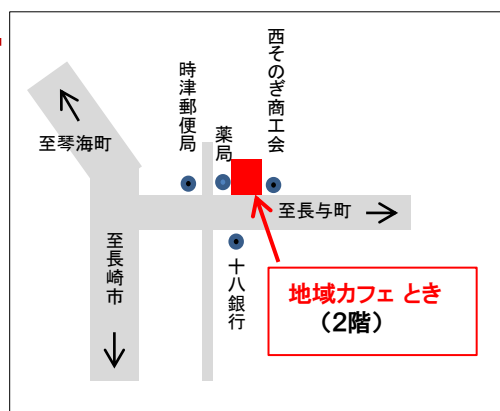 西そのぎ商工会
時津郵便局
薬局
至琴海町
至長与町
至長崎市
十八銀行
地域カフェ とき
（2階）